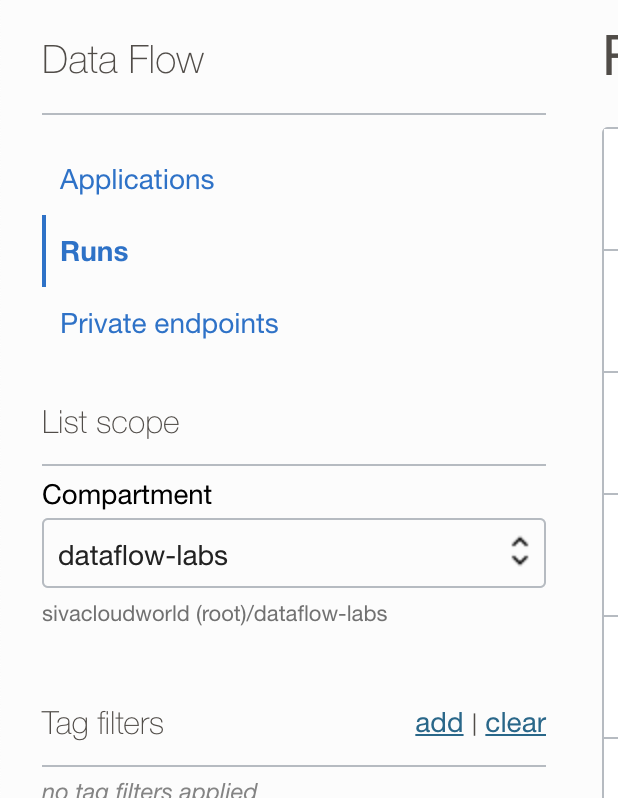 Data Flow
Applications
Runs
Private endpoints
List scope
Compartment
dataflow-labs
sivacloudworld (root)/dataflow-labs
Tag filters add | clear
no tag filters applied